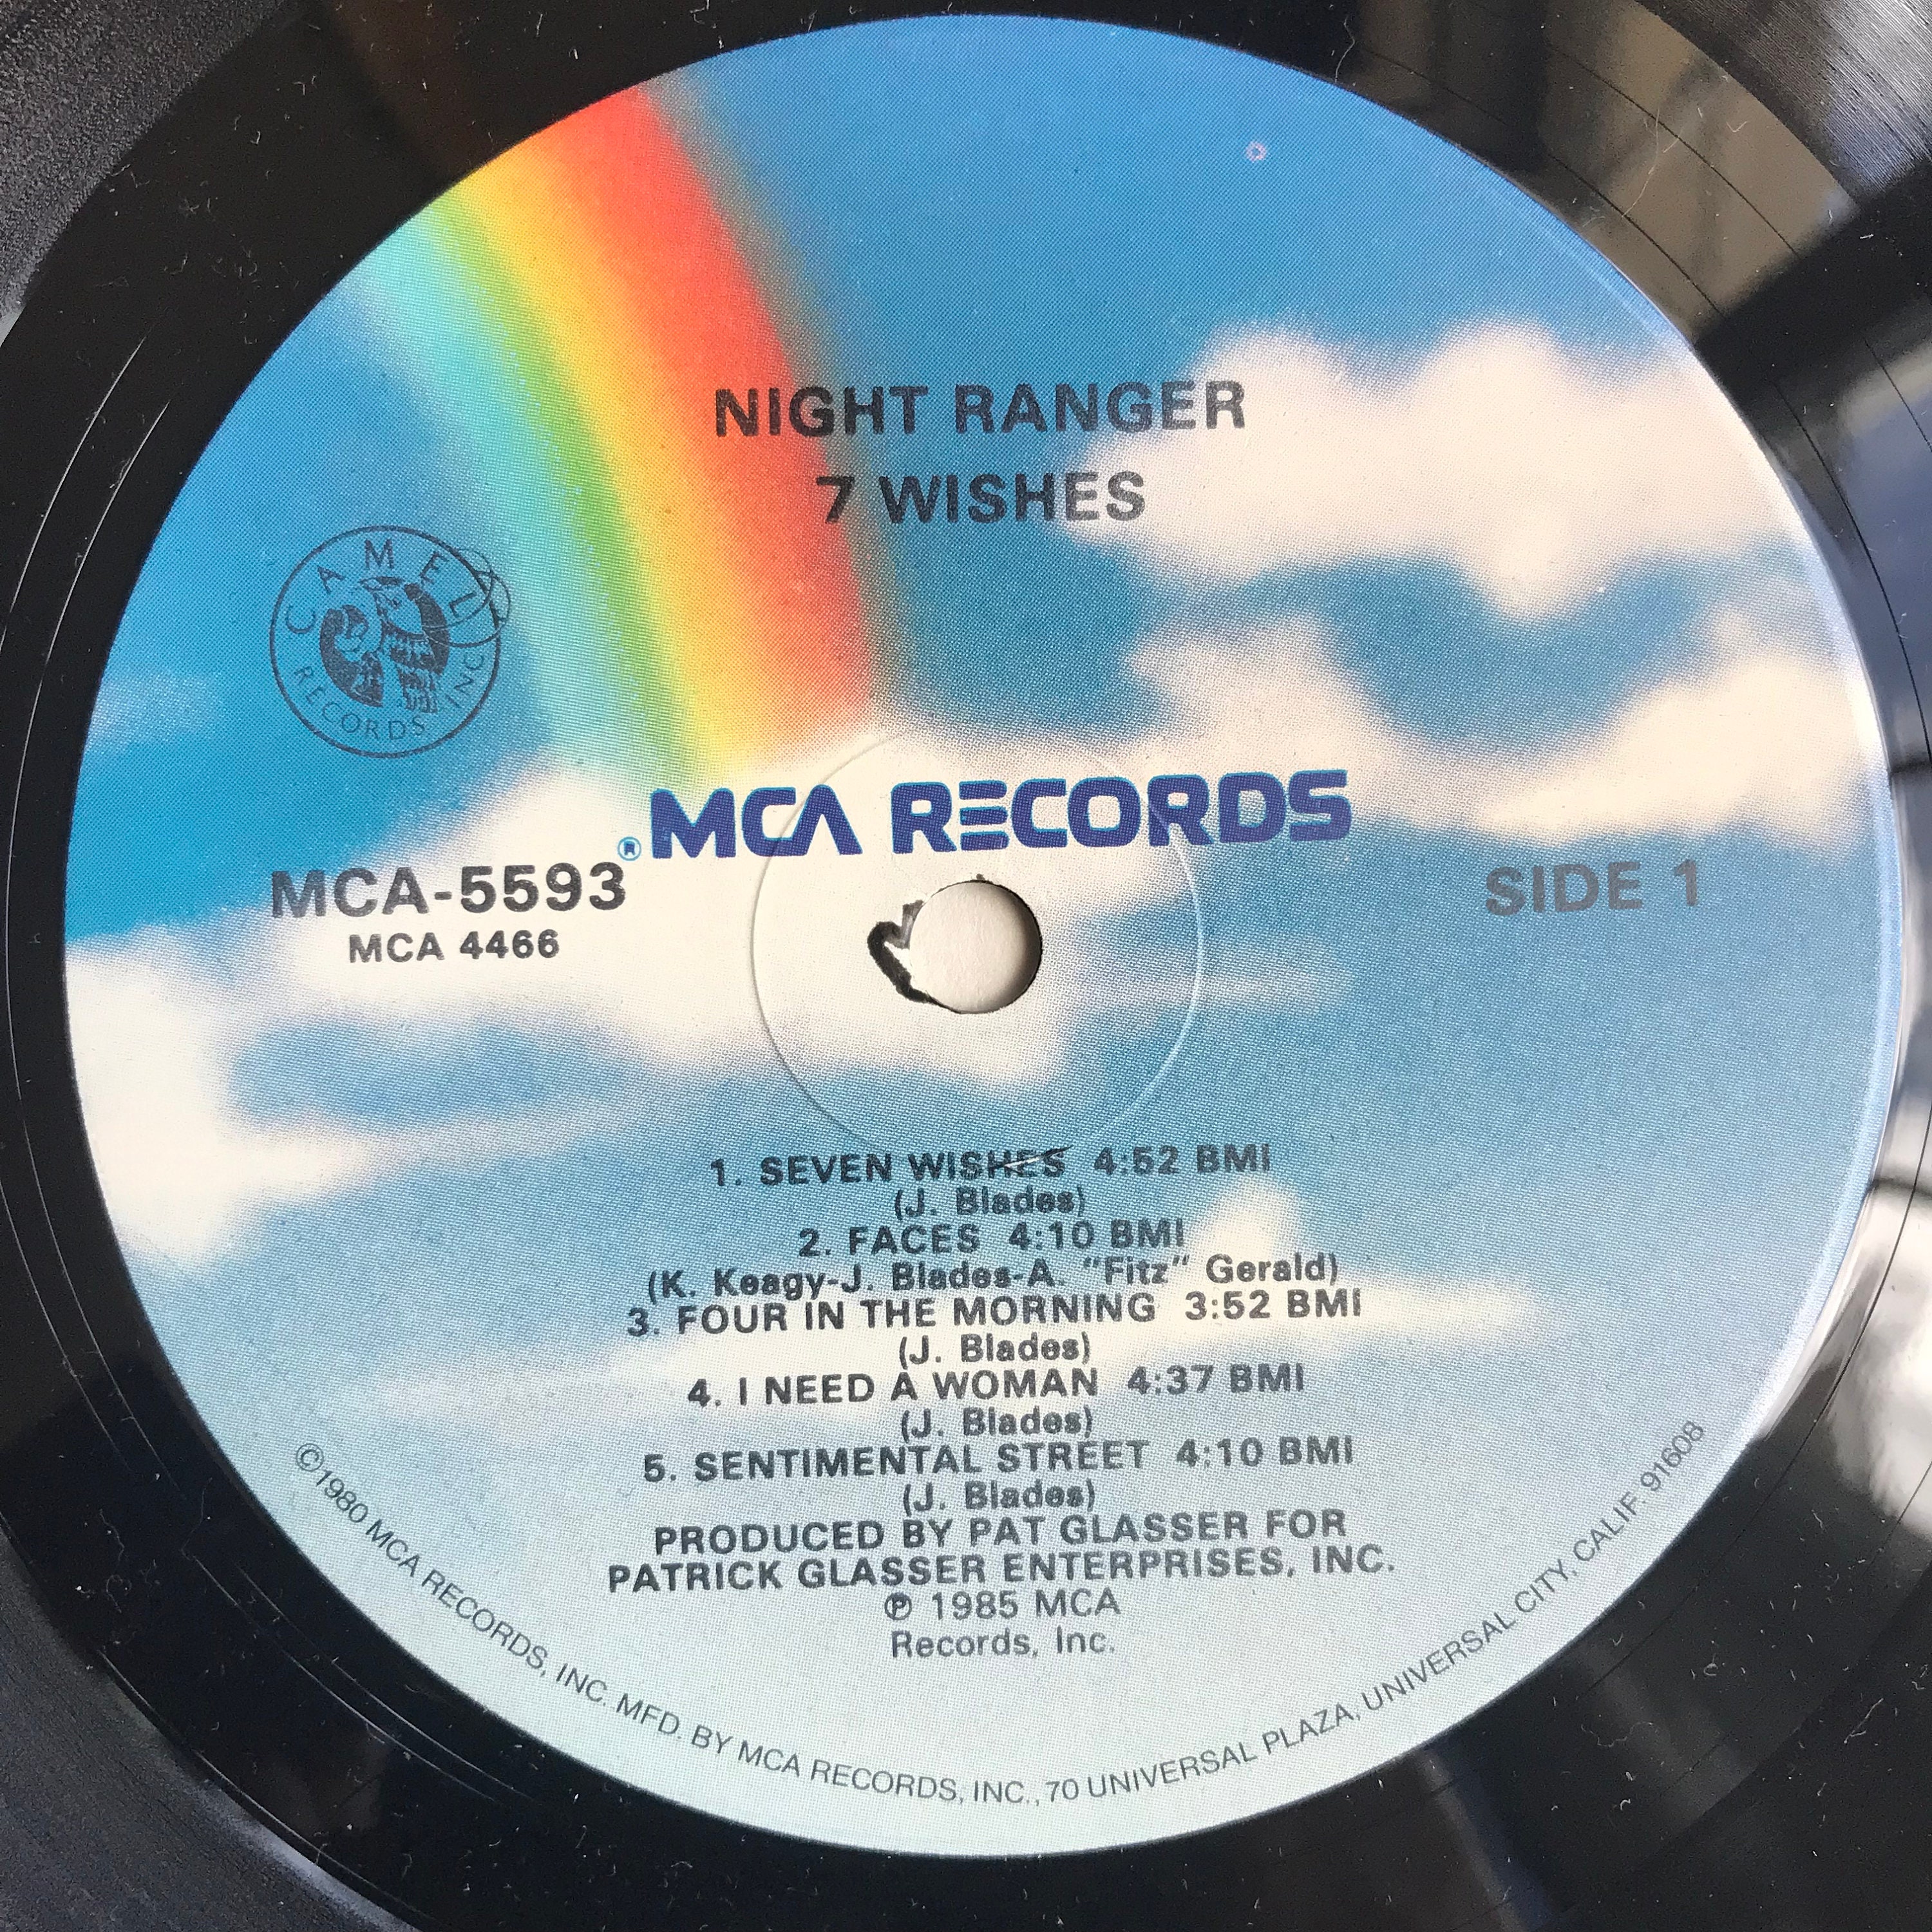 NIGHT RANGER
7 WISHES
CAMEL
RECORDS INC
® MCA RECORDS
MCA-5593
MCA 4466
SIDE 1
1. SEVEN WISHES 4:52 BMI
(J. Blades)
2. FACES 4:10 BMI
(K. Keagy-J. Blades-A. "Fitz" Gerald)
3. FOUR IN THE MORNING 3:52 BMI
(J. Blades)
4. I NEED A WOMAN 4:37 BMI
(J. Blades)
5. SENTIMENTAL STREET 4:10 BMI
(J. Blades)
PRODUCED BY PAT GLASSER FOR
PATRICK GLASSER ENTERPRISES, INC.
℗ 1985 MCA
Records, Inc.
©1980 MCA RECORDS, INC. MFD. BY MCA RECORDS, INC., 70 UNIVERSAL PLAZA, UNIVERSAL CITY, CALIF. 91608